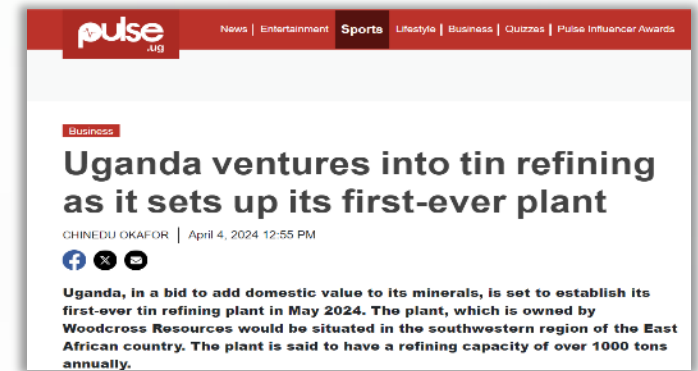 pulse
.ug
News | Entertainment Sports Lifestyle | Business | Quizzes | Pulse Influencer Awards
Business
Uganda ventures into tin refining
as it sets up its first-ever plant
CHINEDU OKAFOR | April 4, 2024 12:55 PM
Uganda, in a bid to add domestic value to its minerals, is set to establish its
first-ever tin refining plant in May 2024. The plant, which is owned by
Woodcross Resources would be situated in the southwestern region of the East
African country. The plant is said to have a refining capacity of over 1000 tons
annually.